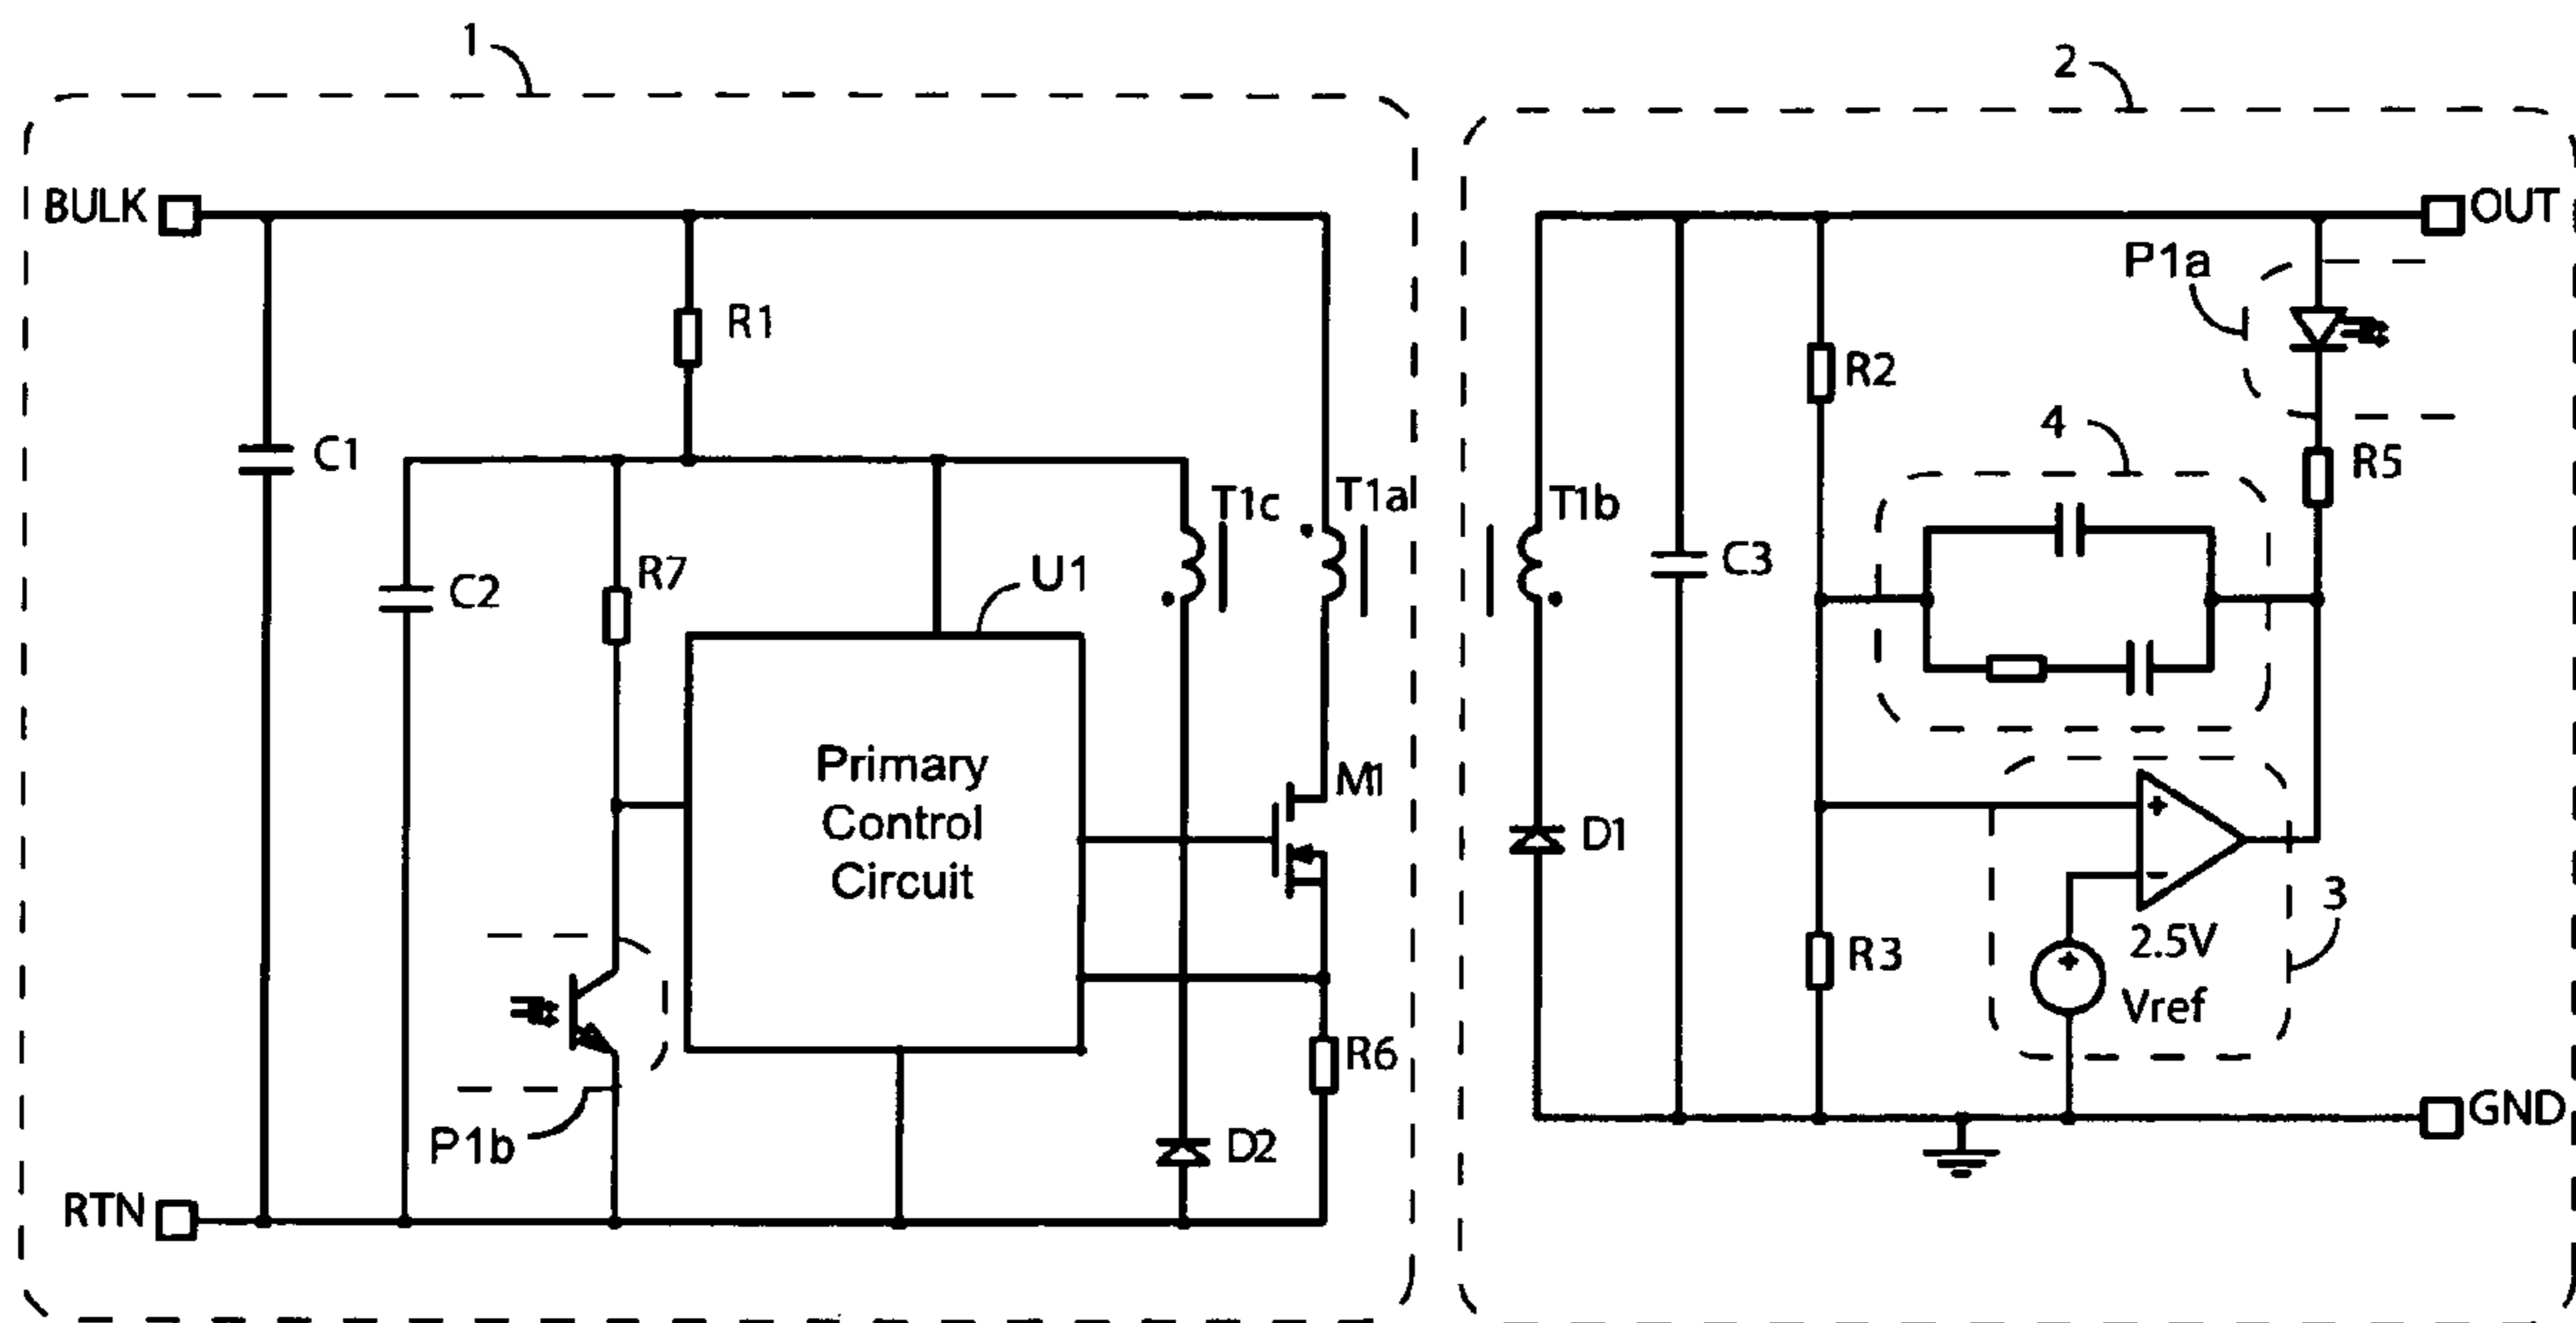 1
2
BULK
OUT
P1a
R1
R2
4
C1
R5
T1c
T1a
T1b
C2
R7
U1
C3
Primary
Control
Circuit
M1
+
D1
-
3
2.5V
R3
+
Vref
R6
GND
P1b
D2
RTN